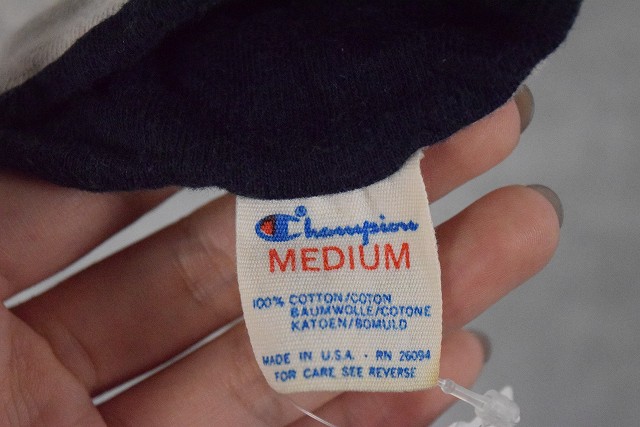 Champion
MEDIUM
100% COTTON/COTON
BAUMWOLLE/COTONE
KATOEN/BOMULD
MADE IN U.S.A. - RN 26094
FOR CARE SEE REVERSE